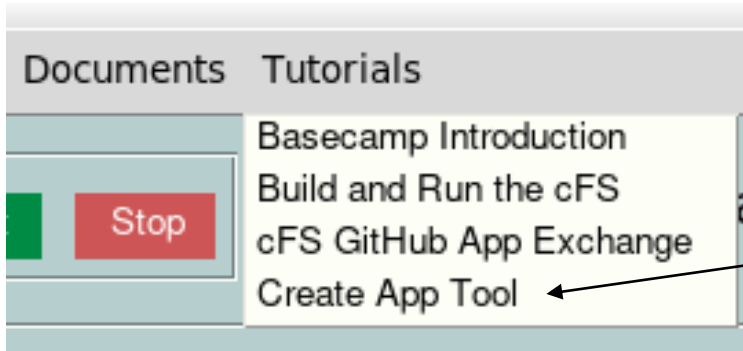 Documents Tutorials
Basecamp Introduction
Build and Run the cFS
Stop
cFS GitHub App Exchange
Create App Tool